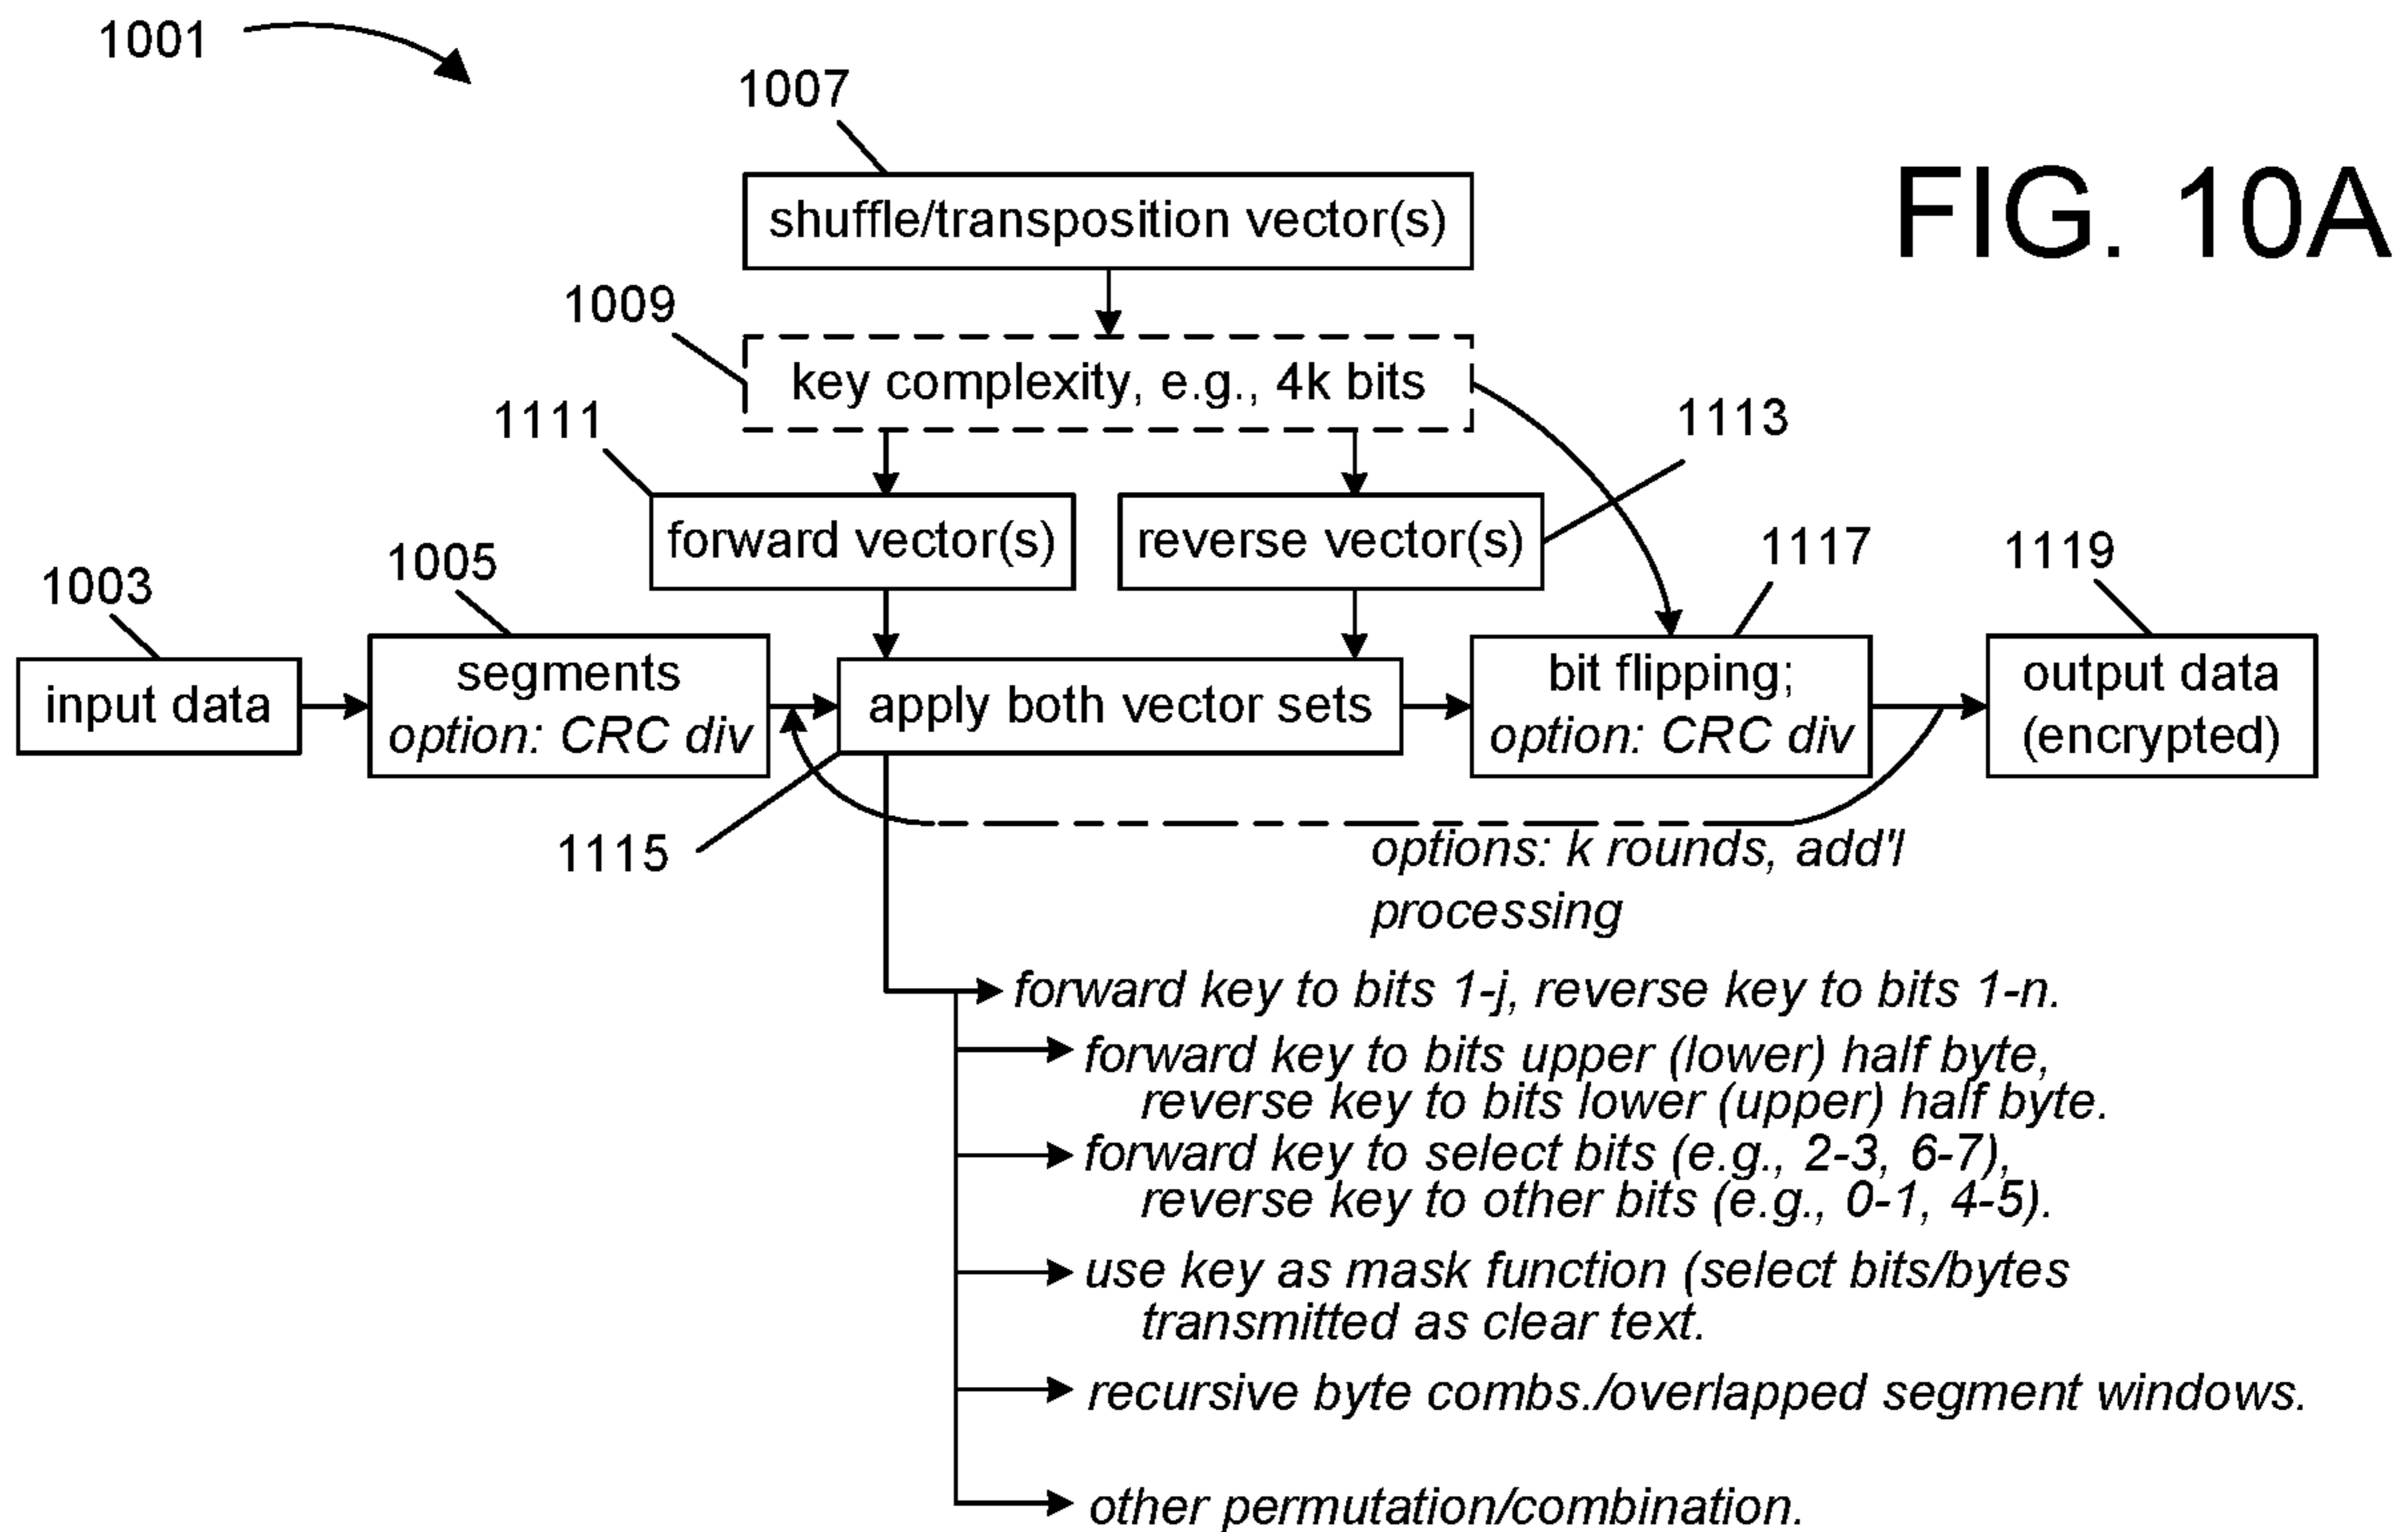 1001
1007
FIG. 10A
shuffle/transposition vector(s)
1009
key complexity, e.g., 4k bits
1111
1113
forward vector(s)
reverse vector(s)
1003
1005
1117
1119
input data
segments
option: CRC div
apply both vector sets
bit flipping;
option: CRC div
output data
(encrypted)
1115
options: k rounds, add'l
processing
forward key to bits 1-j, reverse key to bits 1-n.
forward key to bits upper (lower) half byte,
reverse key to bits lower (upper) half byte.
forward key to select bits (e.g., 2-3, 6-7),
reverse key to other bits (e.g., 0-1, 4-5).
use key as mask function (select bits/bytes
transmitted as clear text.
recursive byte combs./overlapped segment windows.
other permutation/combination.